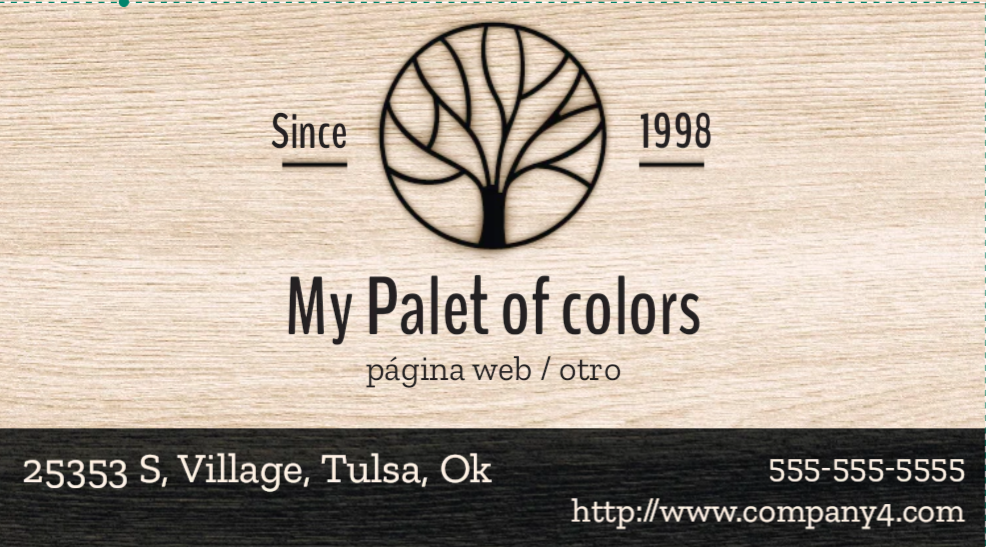 Since 1998
My Palet of colors
página web / otro
25353 S, Village, Tulsa, Ok 555-555-5555
http://www.company4.com